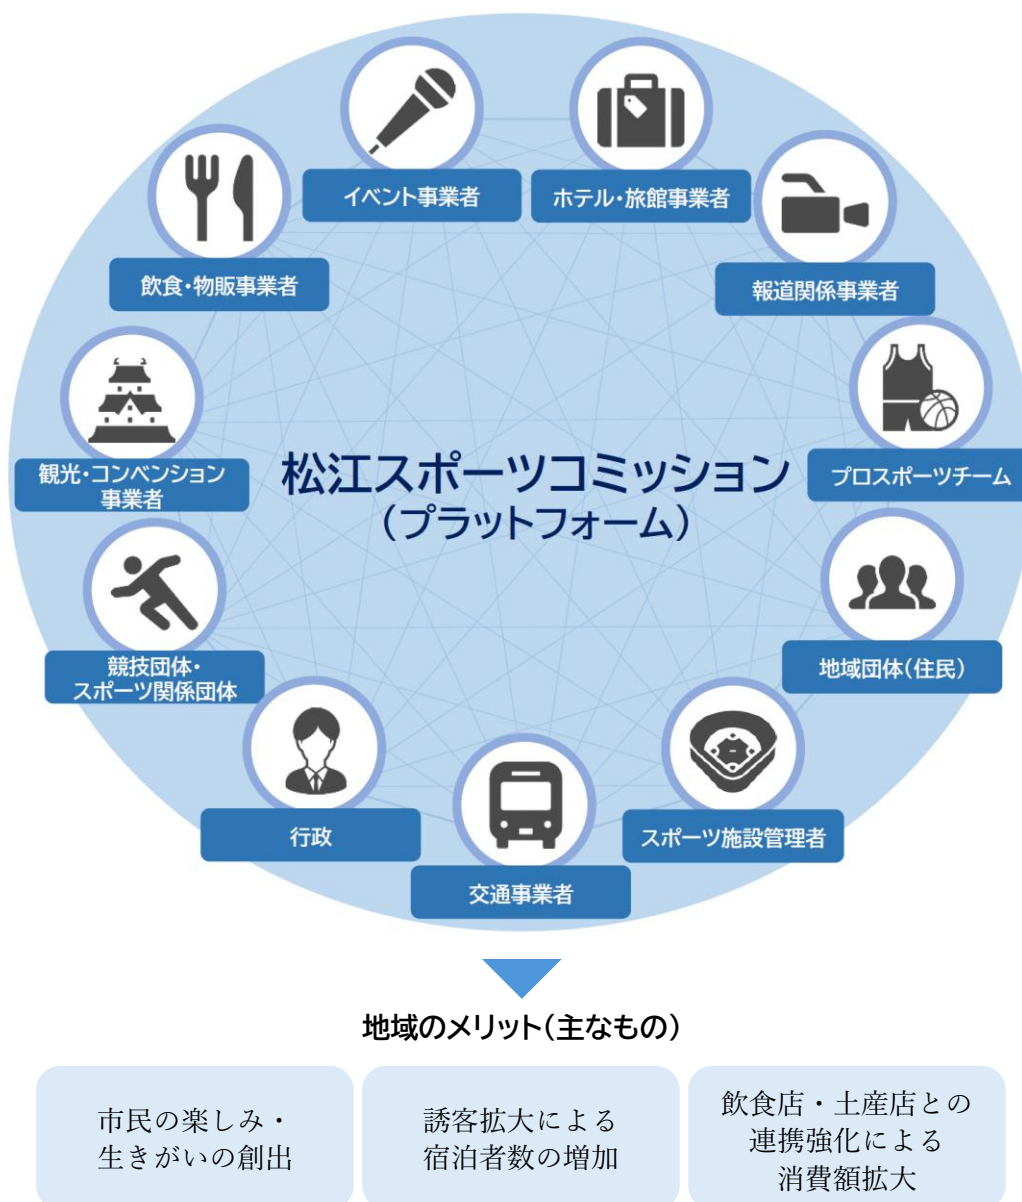 イベント事業者
ホテル・旅館事業者
飲食・物販事業者
報道関係事業者
観光・コンベンション
事業者
松江スポーツコミッション
(プラットフォーム)
プロスポーツチーム
競技団体・
スポーツ関係団体
地域団体(住民)
行政
スポーツ施設管理者
交通事業者
地域のメリット(主なもの)
市民の楽しみ・
生きがいの創出
誘客拡大による
宿泊者数の増加
飲食店・土産店との
連携強化による
消費額拡大